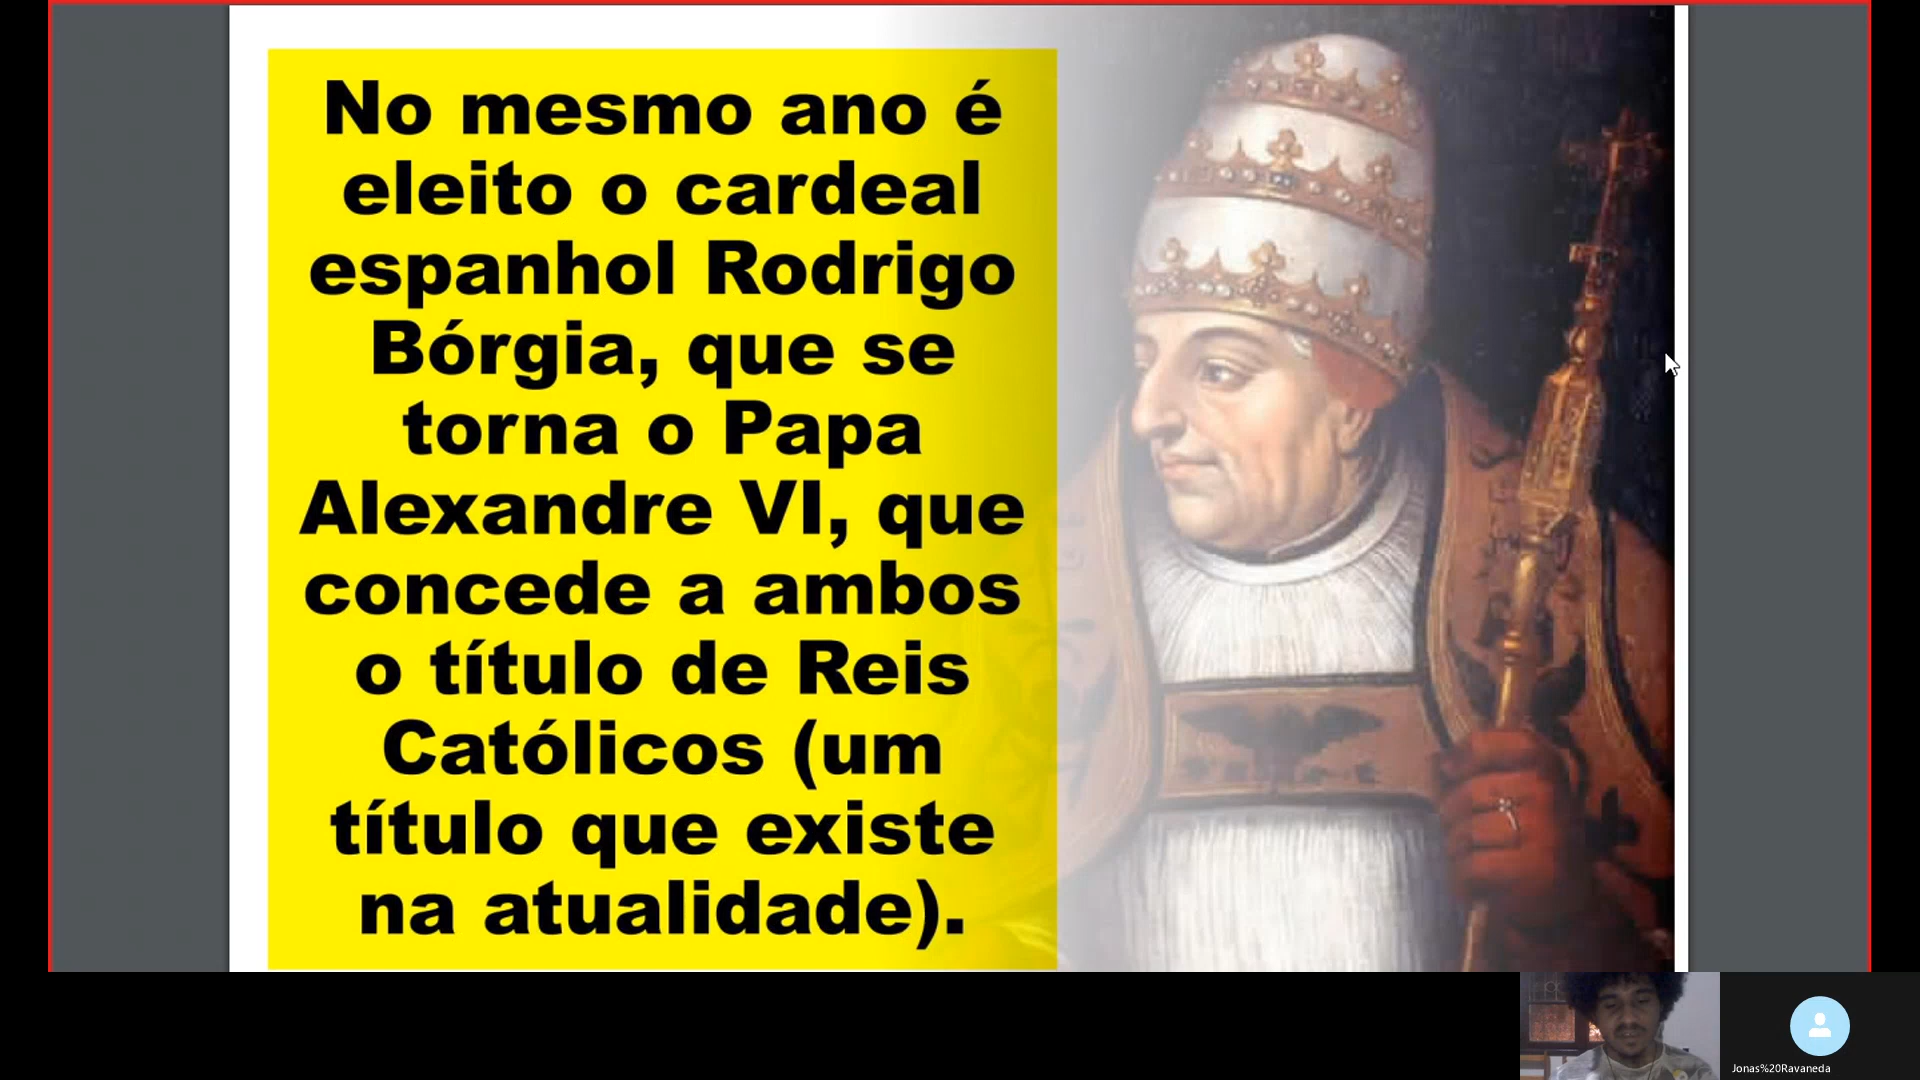 No mesmo ano é
eleito o cardeal
espanhol Rodrigo
Bórgia, que se
torna o Papa
Alexandre VI, que
concede a ambos
o título de Reis
Católicos (um
título que existe
na atualidade).
Jonas%20Ravaneda